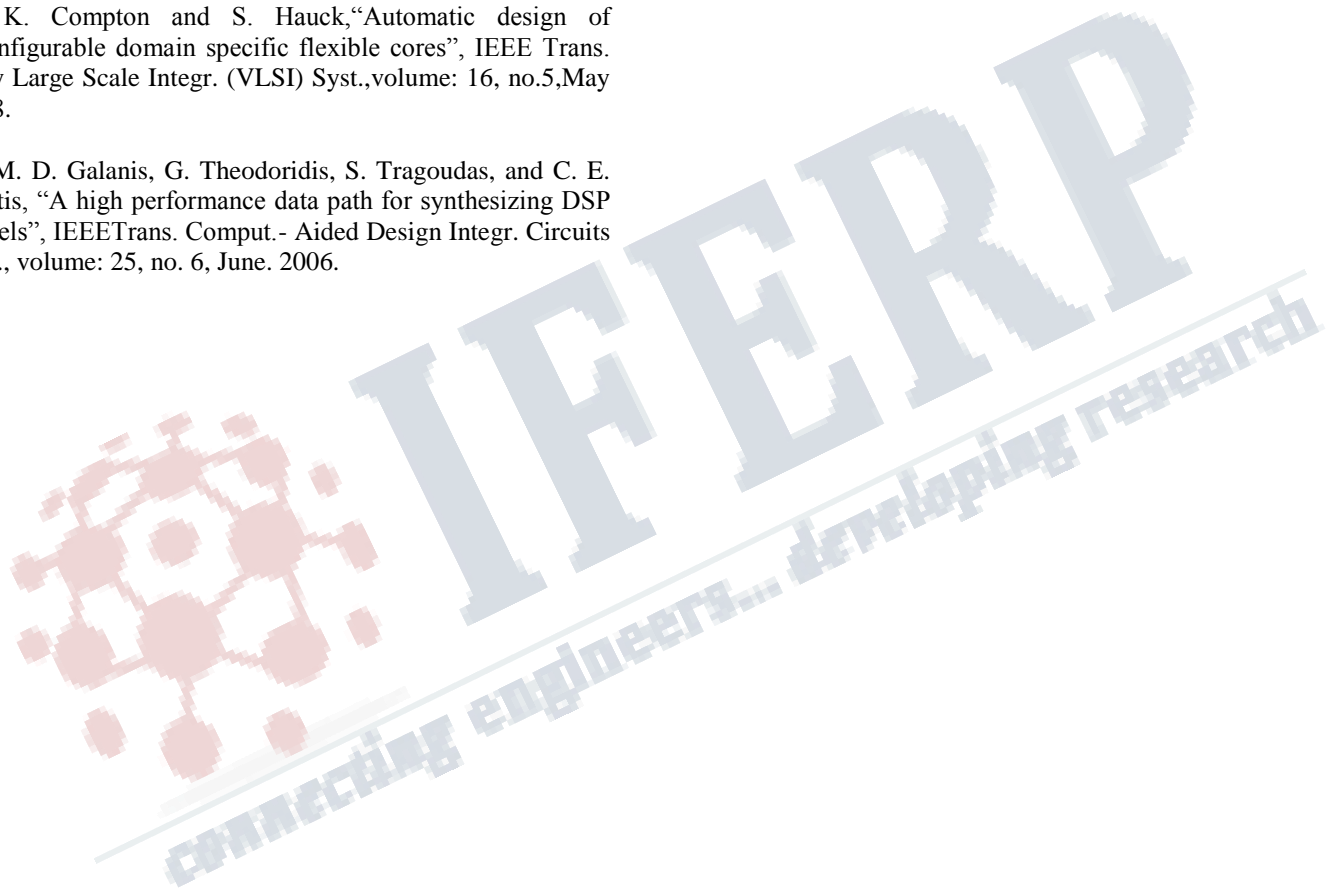 K. Compton and S. Hauck,“Automatic design of
nfigurable domain specific flexible cores”, IEEE Trans.
Large Scale Integr. (VLSI) Syst.,volume: 16, no.5,May
M. D. Galanis, G. Theodoridis, S. Tragoudas, and C. E.
tis, “A high performance data path for synthesizing DSP
els”, IEEETrans. Comput.- Aided Design Integr. Circuits
., volume: 25, no. 6, June. 2006.
IFERP
connecting engineers... developing research